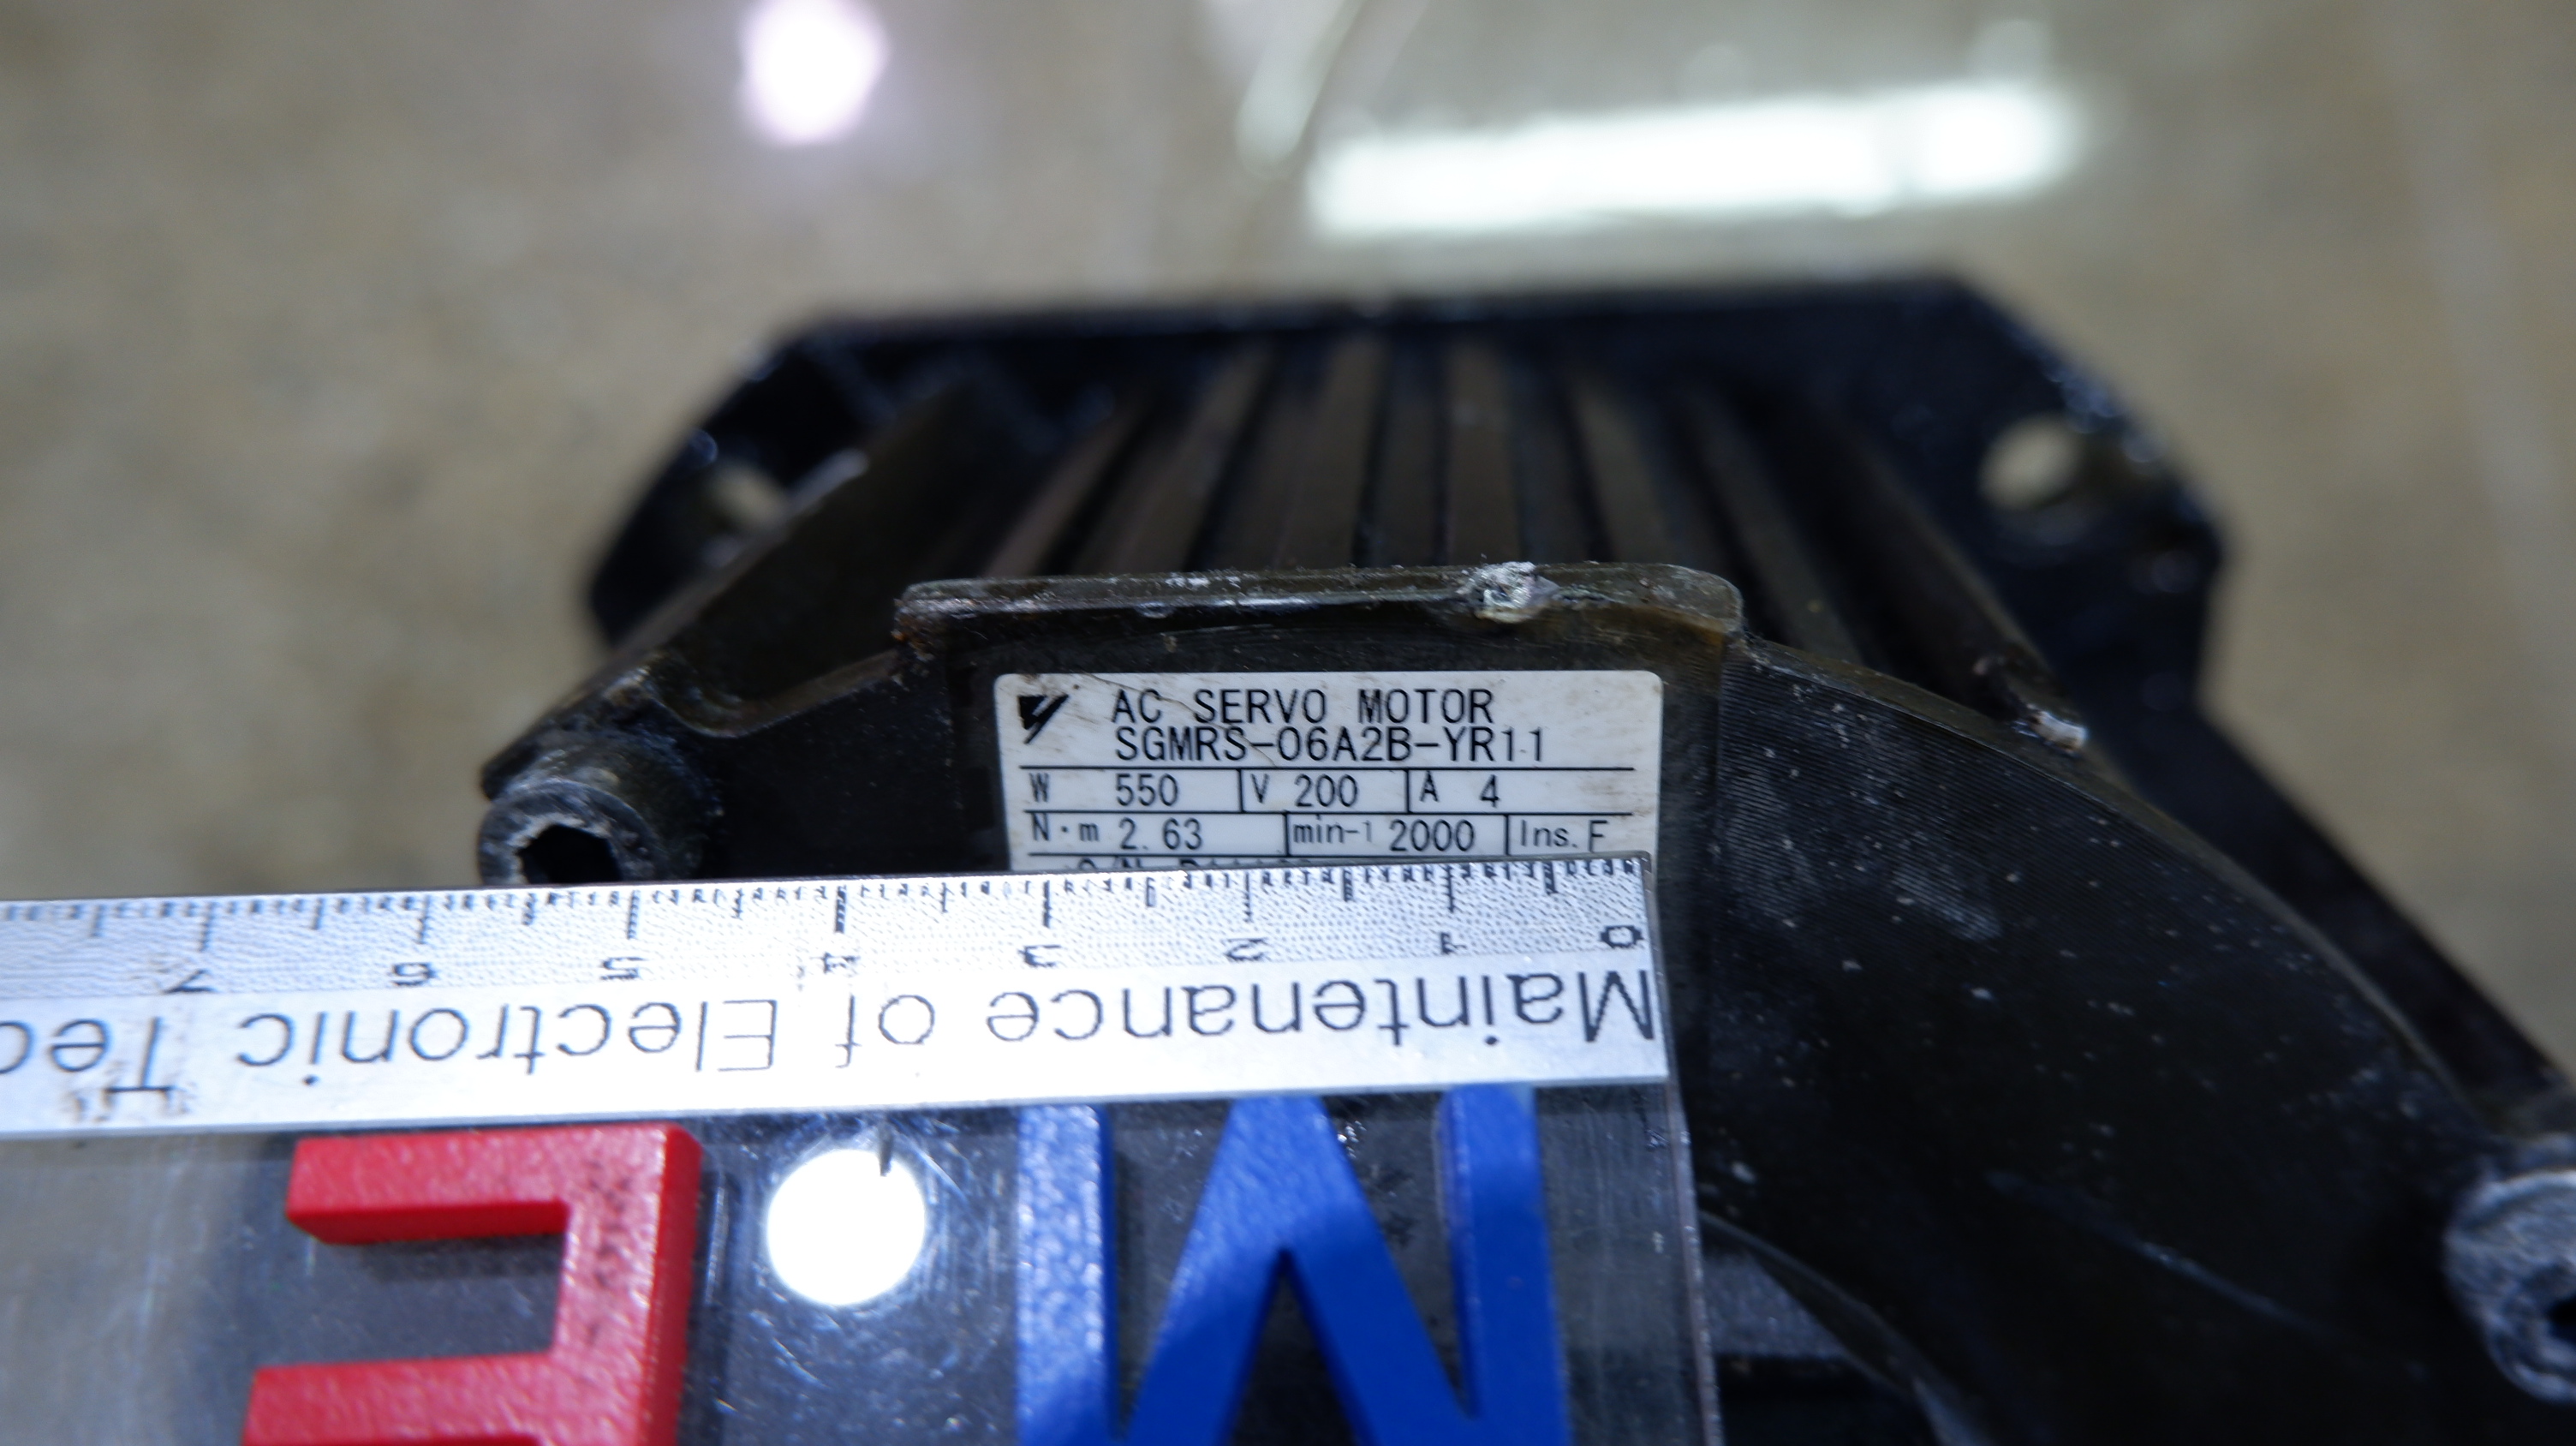 AC SERVO MOTOR
SGMRS-06A2B-YR11
W 550 V 200 A 4
N·m 2.63 min-1 2000 Ins. F
0 1 2 3 4 5 6 7
Maintenance of Electronic
M E